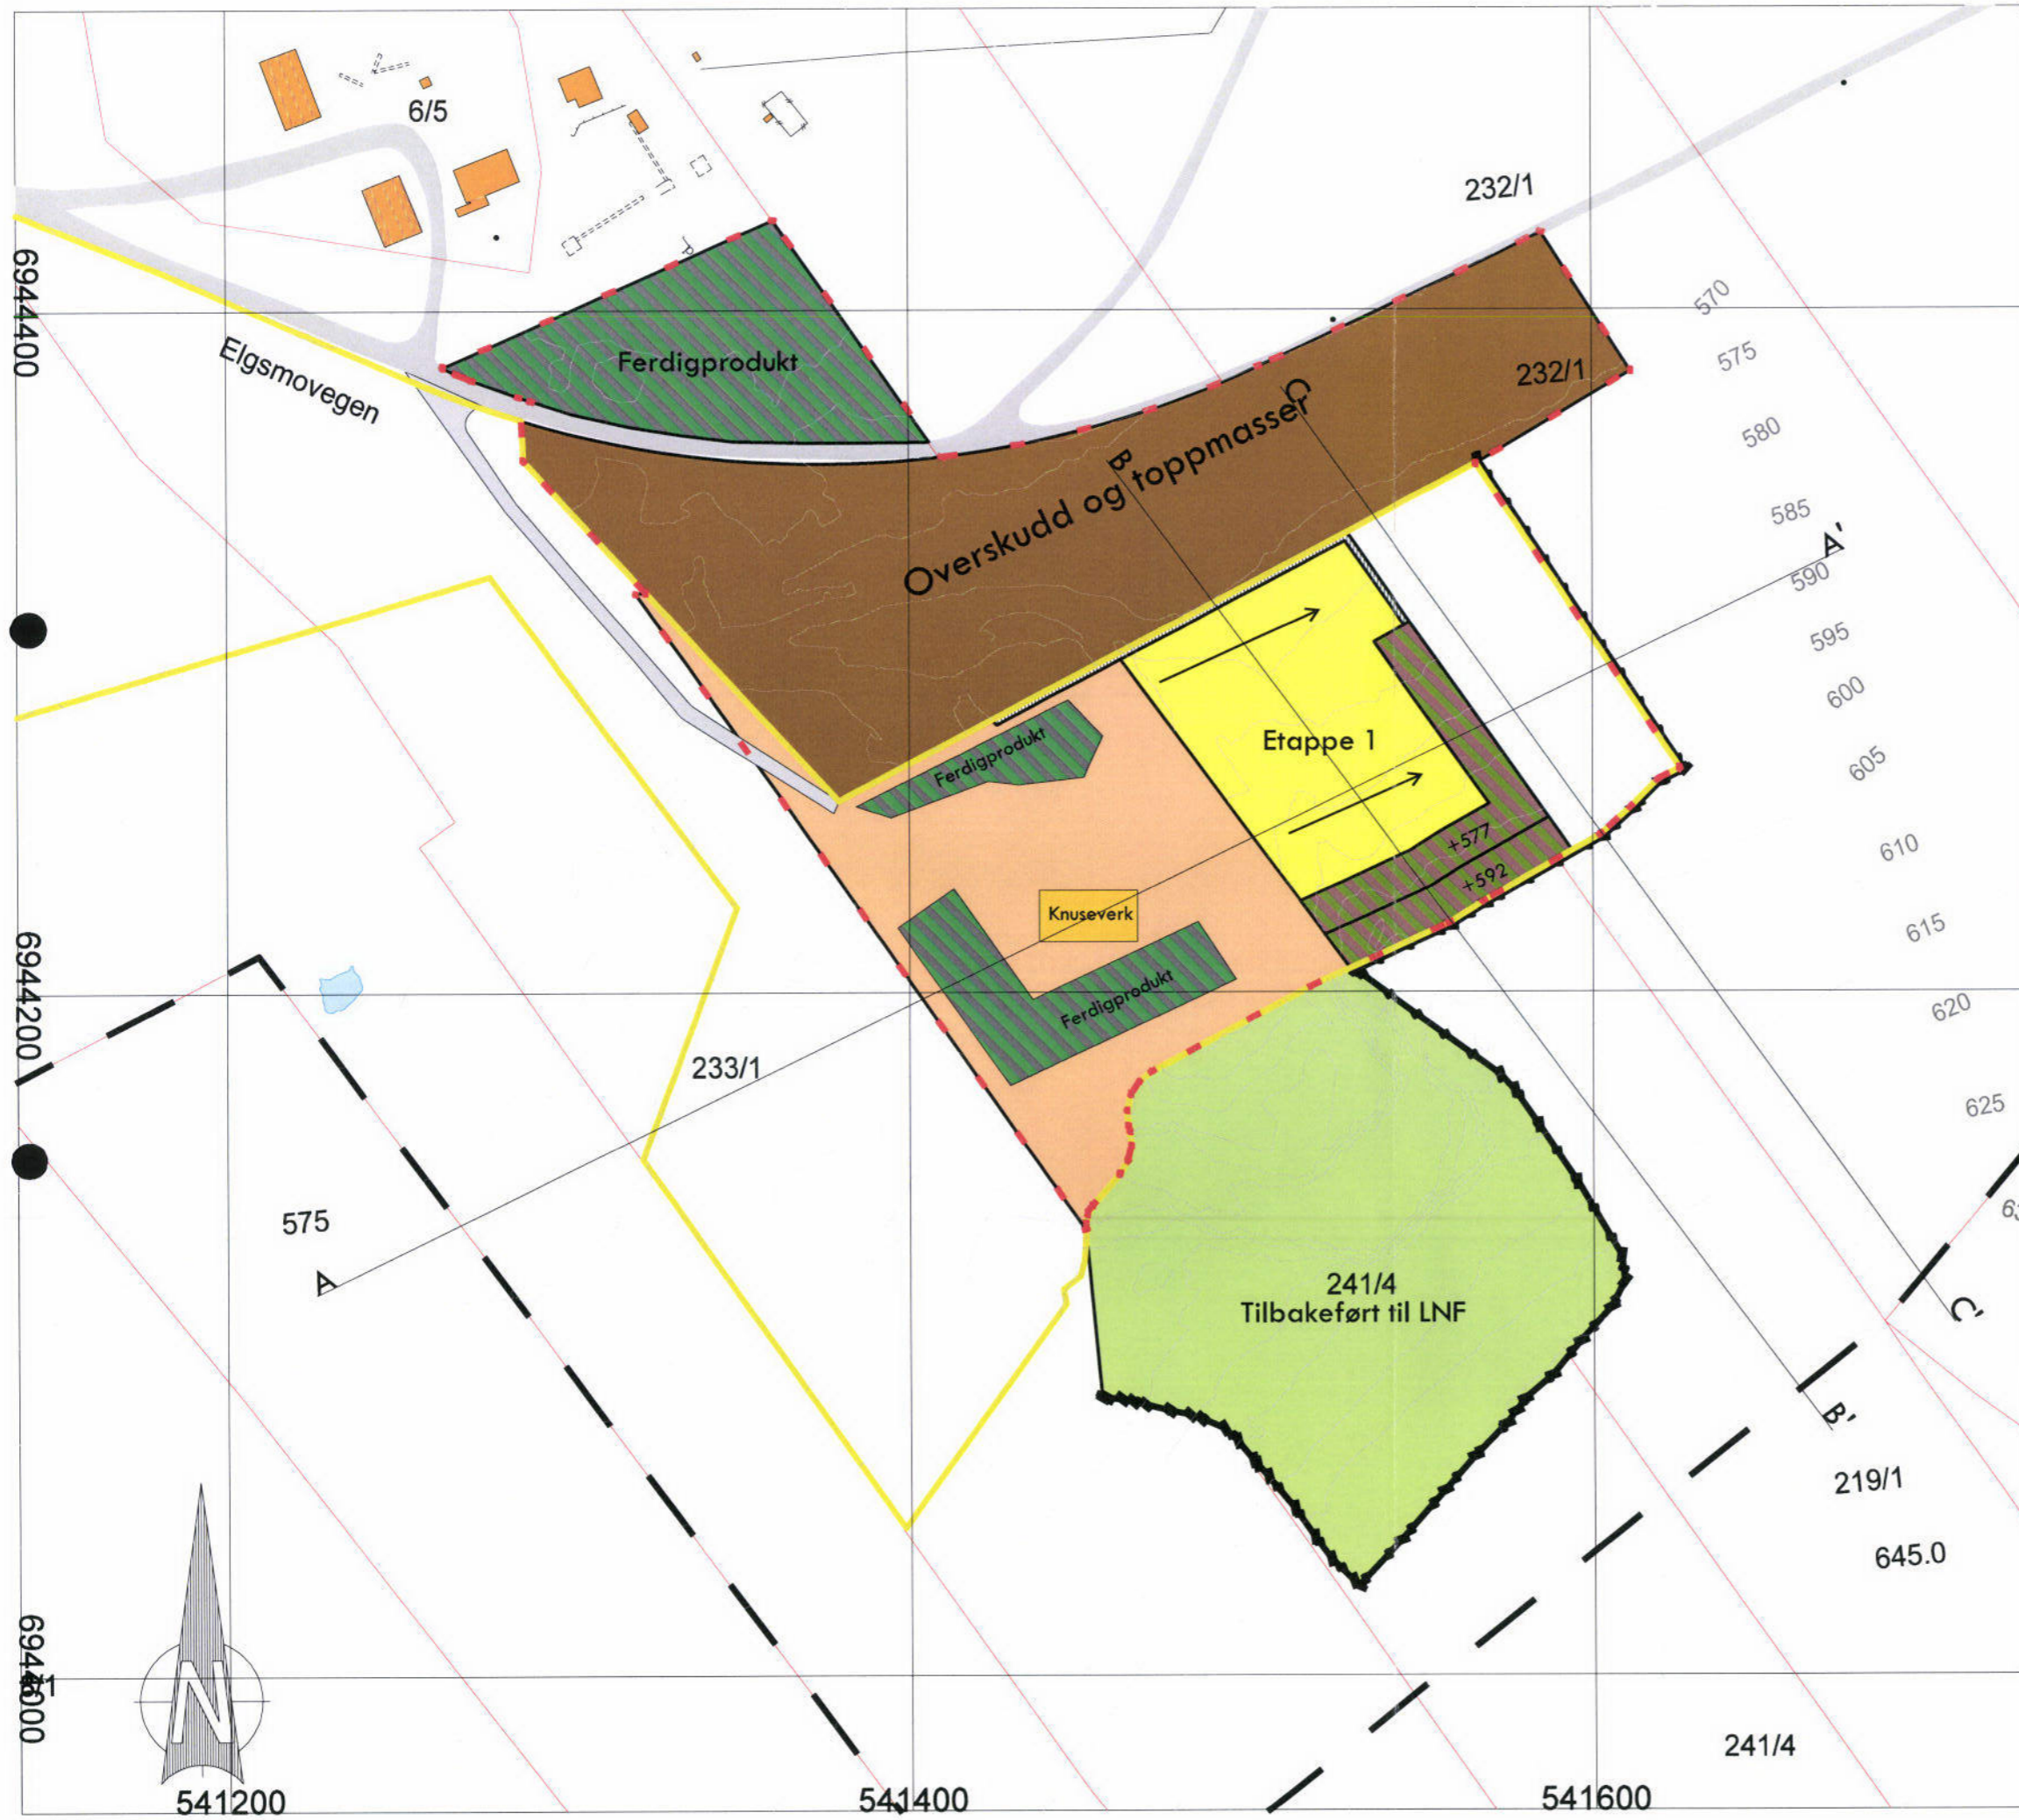 6/5
232/1
6944400
570
Ferdigprodukt
Elgsmovegen
575
232/1
C
580
B
Overskudd og toppmasser
585
A'
590
595
600
Etappe 1
Ferdigprodukt
605
+577
610
+592
Knuseverk
615
6944200
Ferdigprodukt
620
233/1
625
575
A
241/4
Tilbakeført til LNF
C'
B'
219/1
645.0
N
241/4
541200
541400
541600